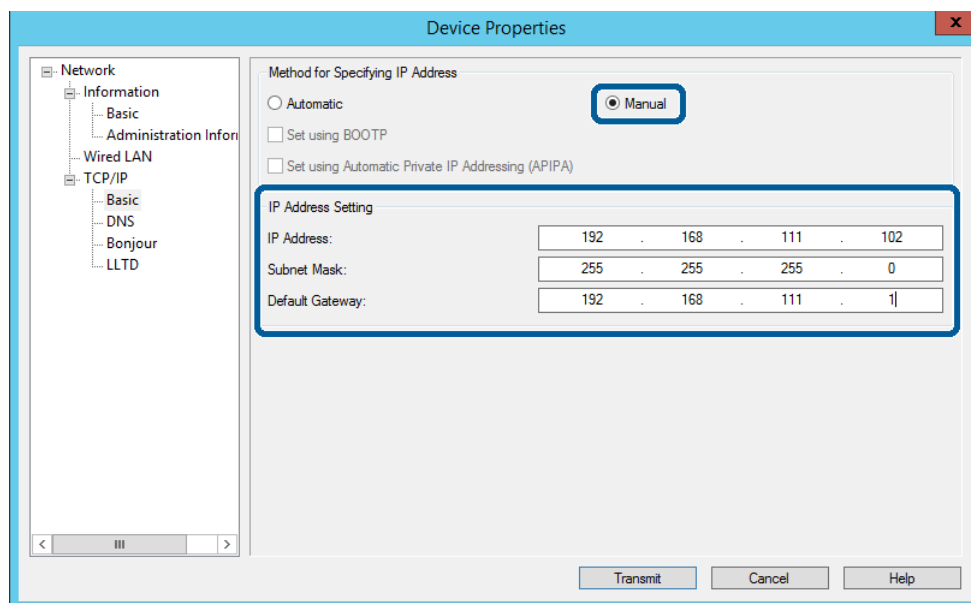 Device Properties
x
Network
Information
Basic
Administration Inforr
Wired LAN
TCP/IP
Basic
DNS
Bonjour
LLTD
Method for Specifying IP Address
Automatic
Manual
Set using BOOTP
Set using Automatic Private IP Addressing (APIPA)
IP Address Setting
IP Address: 192 . 168 . 111 . 102
Subnet Mask: 255 . 255 . 255 . 0
Default Gateway: 192 . 168 . 111 . 1
Transmit Cancel Help